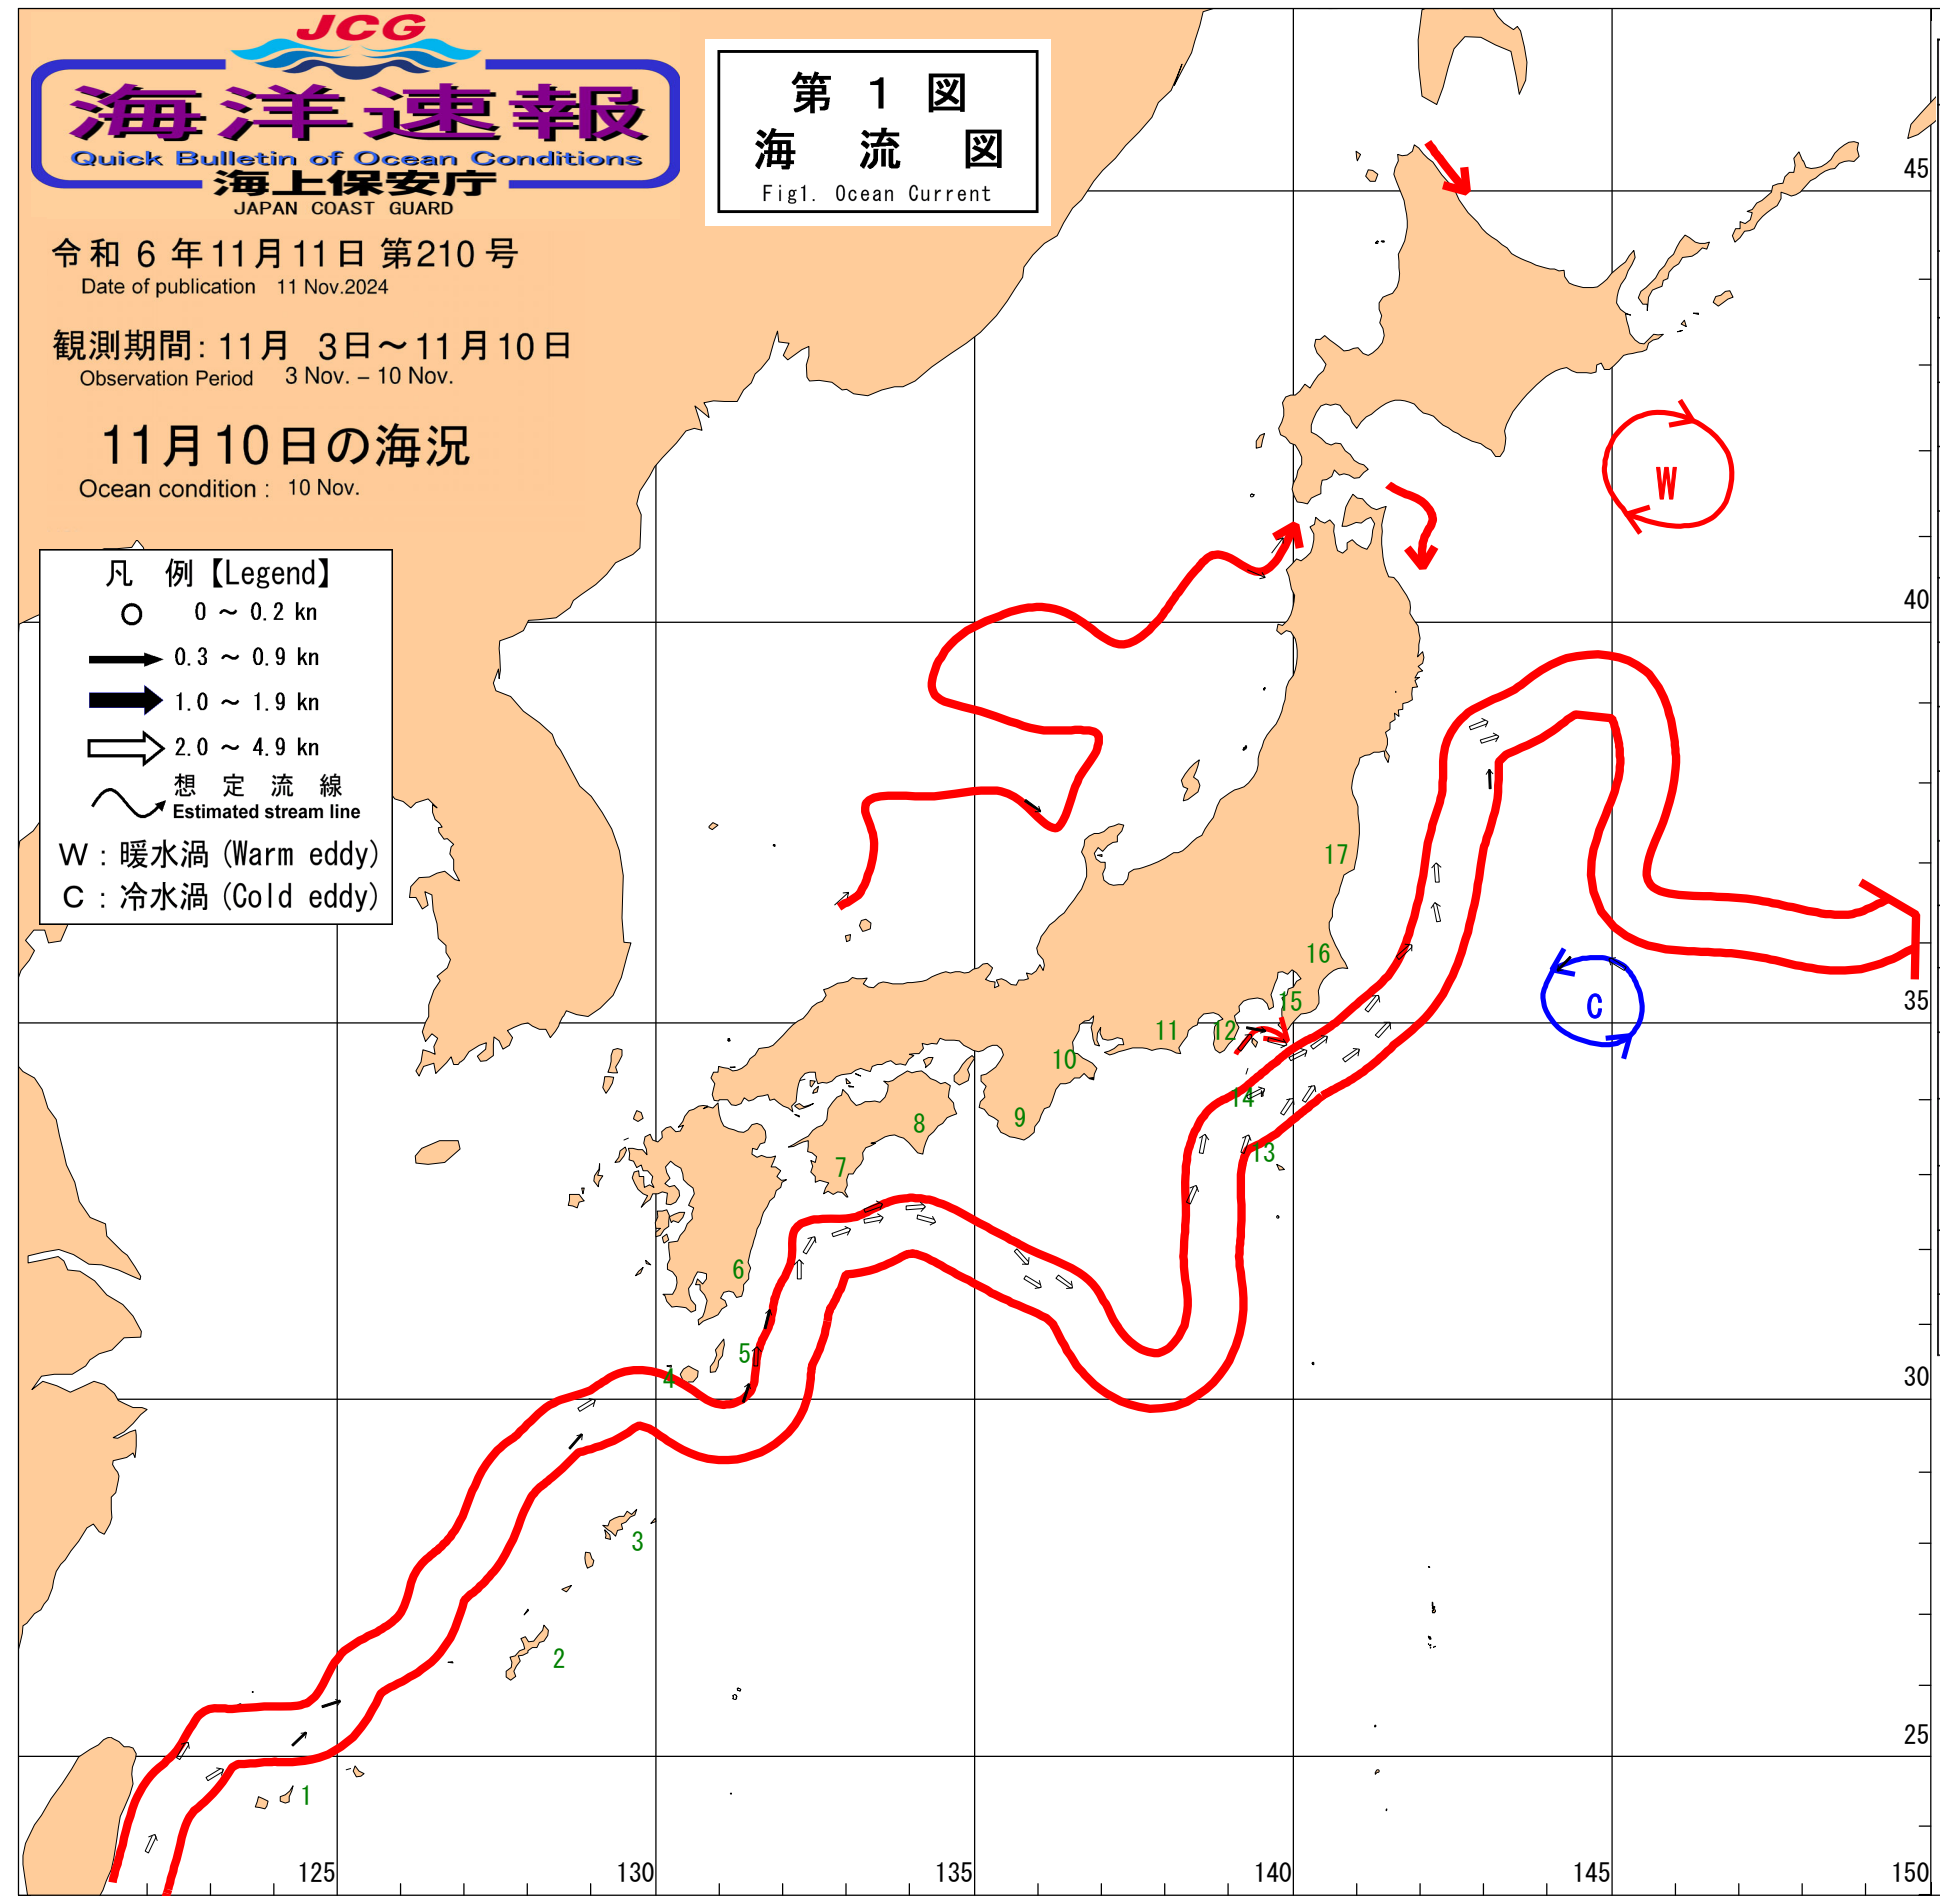 JCG
海洋速報
Quick Bulletin of Ocean Conditions
海上保安庁
JAPAN COAST GUARD
第 1 図
海 流 図
Fig1. Ocean Current
令和 6 年11月11日 第210号
Date of publication 11 Nov.2024
観測期間: 11月 3日～11月10日
Observation Period 3 Nov. – 10 Nov.
11月10日の海況
Ocean condition : 10 Nov.
凡 例【Legend】
0 ～ 0.2 kn
0.3 ～ 0.9 kn
1.0 ～ 1.9 kn
2.0 ～ 4.9 kn
想 定 流 線
Estimated stream line
W : 暖水渦 (Warm eddy)
C : 冷水渦 (Cold eddy)
45
W
40
17
16
C
15
35
12
11
10
14
9
8
13
7
6
5
4
30
3
2
25
1
125
130
135
140
145
150